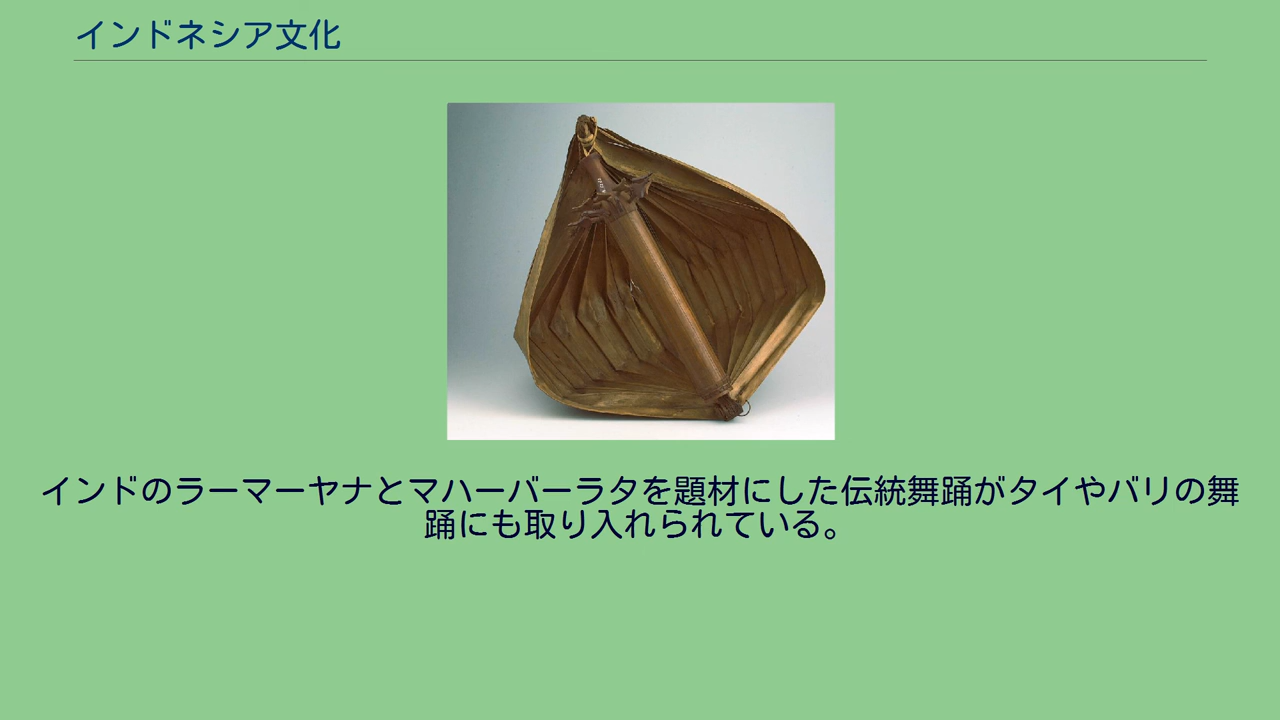 インドネシア文化
インドのラーマーヤナとマハーバーラタを題材にした伝統舞踊がタイやバリの舞
踊にも取り入れられている。